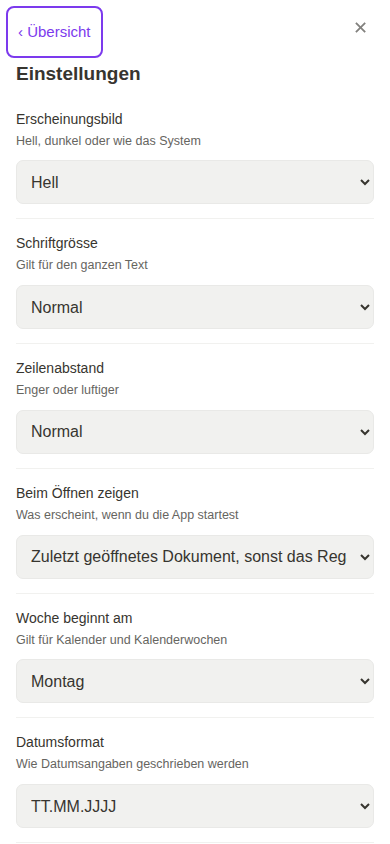 ‹ Übersicht
✕
Einstellungen
Erscheinungsbild
Hell, dunkel oder wie das System
Hell
Schriftgrösse
Gilt für den ganzen Text
Normal
Zeilenabstand
Enger oder luftiger
Normal
Beim Öffnen zeigen
Was erscheint, wenn du die App startest
Zuletzt geöffnetes Dokument, sonst das Reg
Woche beginnt am
Gilt für Kalender und Kalenderwochen
Montag
Datumsformat
Wie Datumsangaben geschrieben werden
TT.MM.JJJJ